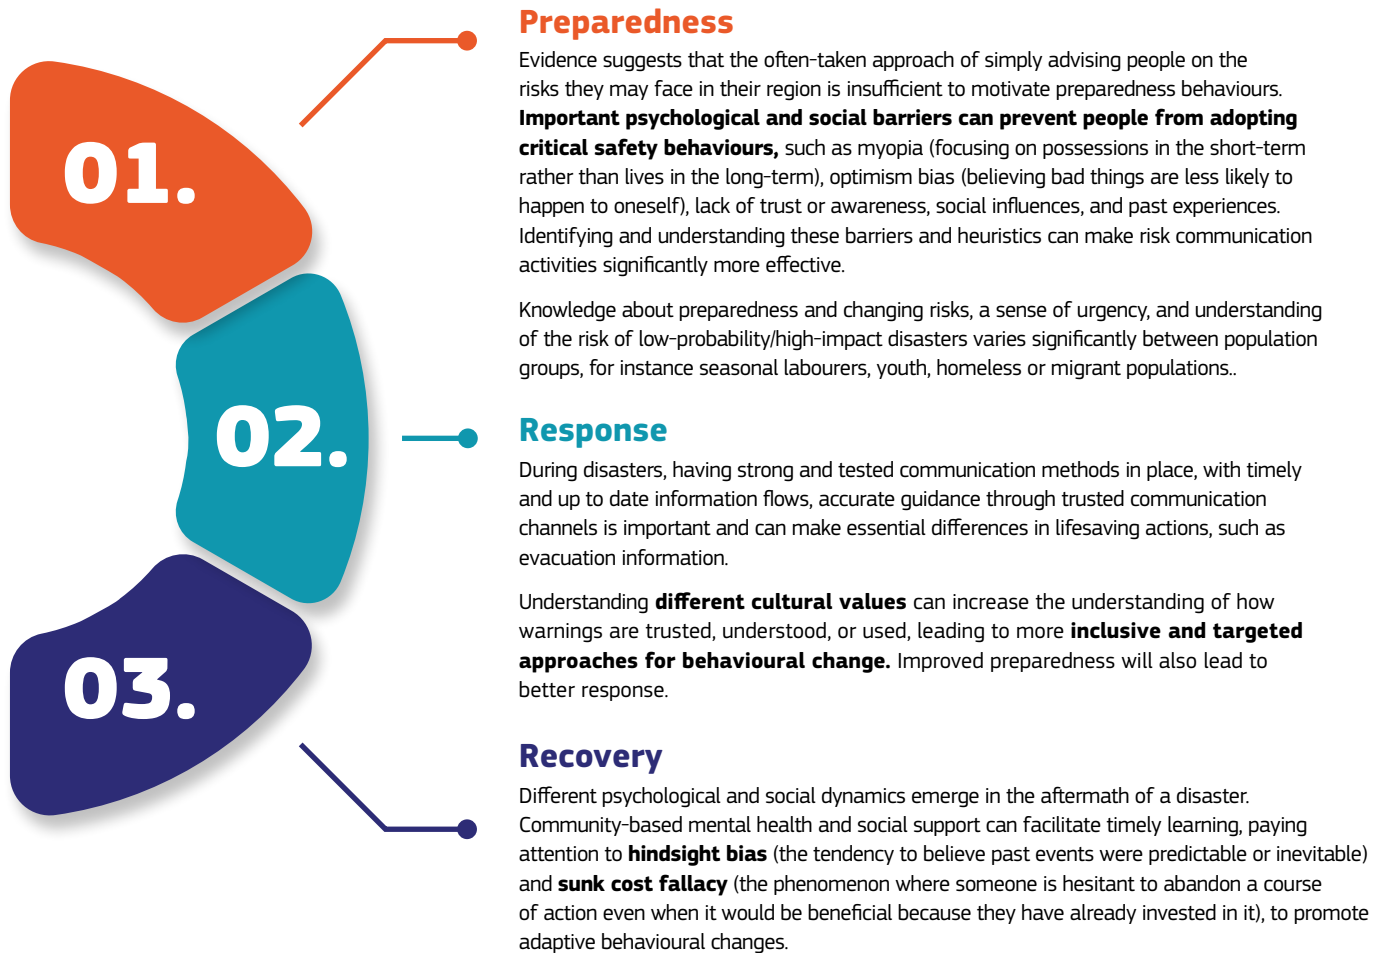 01.
Preparedness
Evidence suggests that the often-taken approach of simply advising people on the
risks they may face in their region is insufficient to motivate preparedness behaviours.
Important psychological and social barriers can prevent people from adopting
critical safety behaviours, such as myopia (focusing on possessions in the short-term
rather than lives in the long-term), optimism bias (believing bad things are less likely to
happen to oneself), lack of trust or awareness, social influences, and past experiences.
Identifying and understanding these barriers and heuristics can make risk communication
activities significantly more effective.
Knowledge about preparedness and changing risks, a sense of urgency, and understanding
of the risk of low-probability/high-impact disasters varies significantly between population
groups, for instance seasonal labourers, youth, homeless or migrant populations..
02.
Response
During disasters, having strong and tested communication methods in place, with timely
and up to date information flows, accurate guidance through trusted communication
channels is important and can make essential differences in lifesaving actions, such as
evacuation information.
Understanding different cultural values can increase the understanding of how
warnings are trusted, understood, or used, leading to more inclusive and targeted
approaches for behavioural change. Improved preparedness will also lead to
better response.
03.
Recovery
Different psychological and social dynamics emerge in the aftermath of a disaster.
Community-based mental health and social support can facilitate timely learning, paying
attention to hindsight bias (the tendency to believe past events were predictable or inevitable)
and sunk cost fallacy (the phenomenon where someone is hesitant to abandon a course
of action even when it would be beneficial because they have already invested in it), to promote
adaptive behavioural changes.